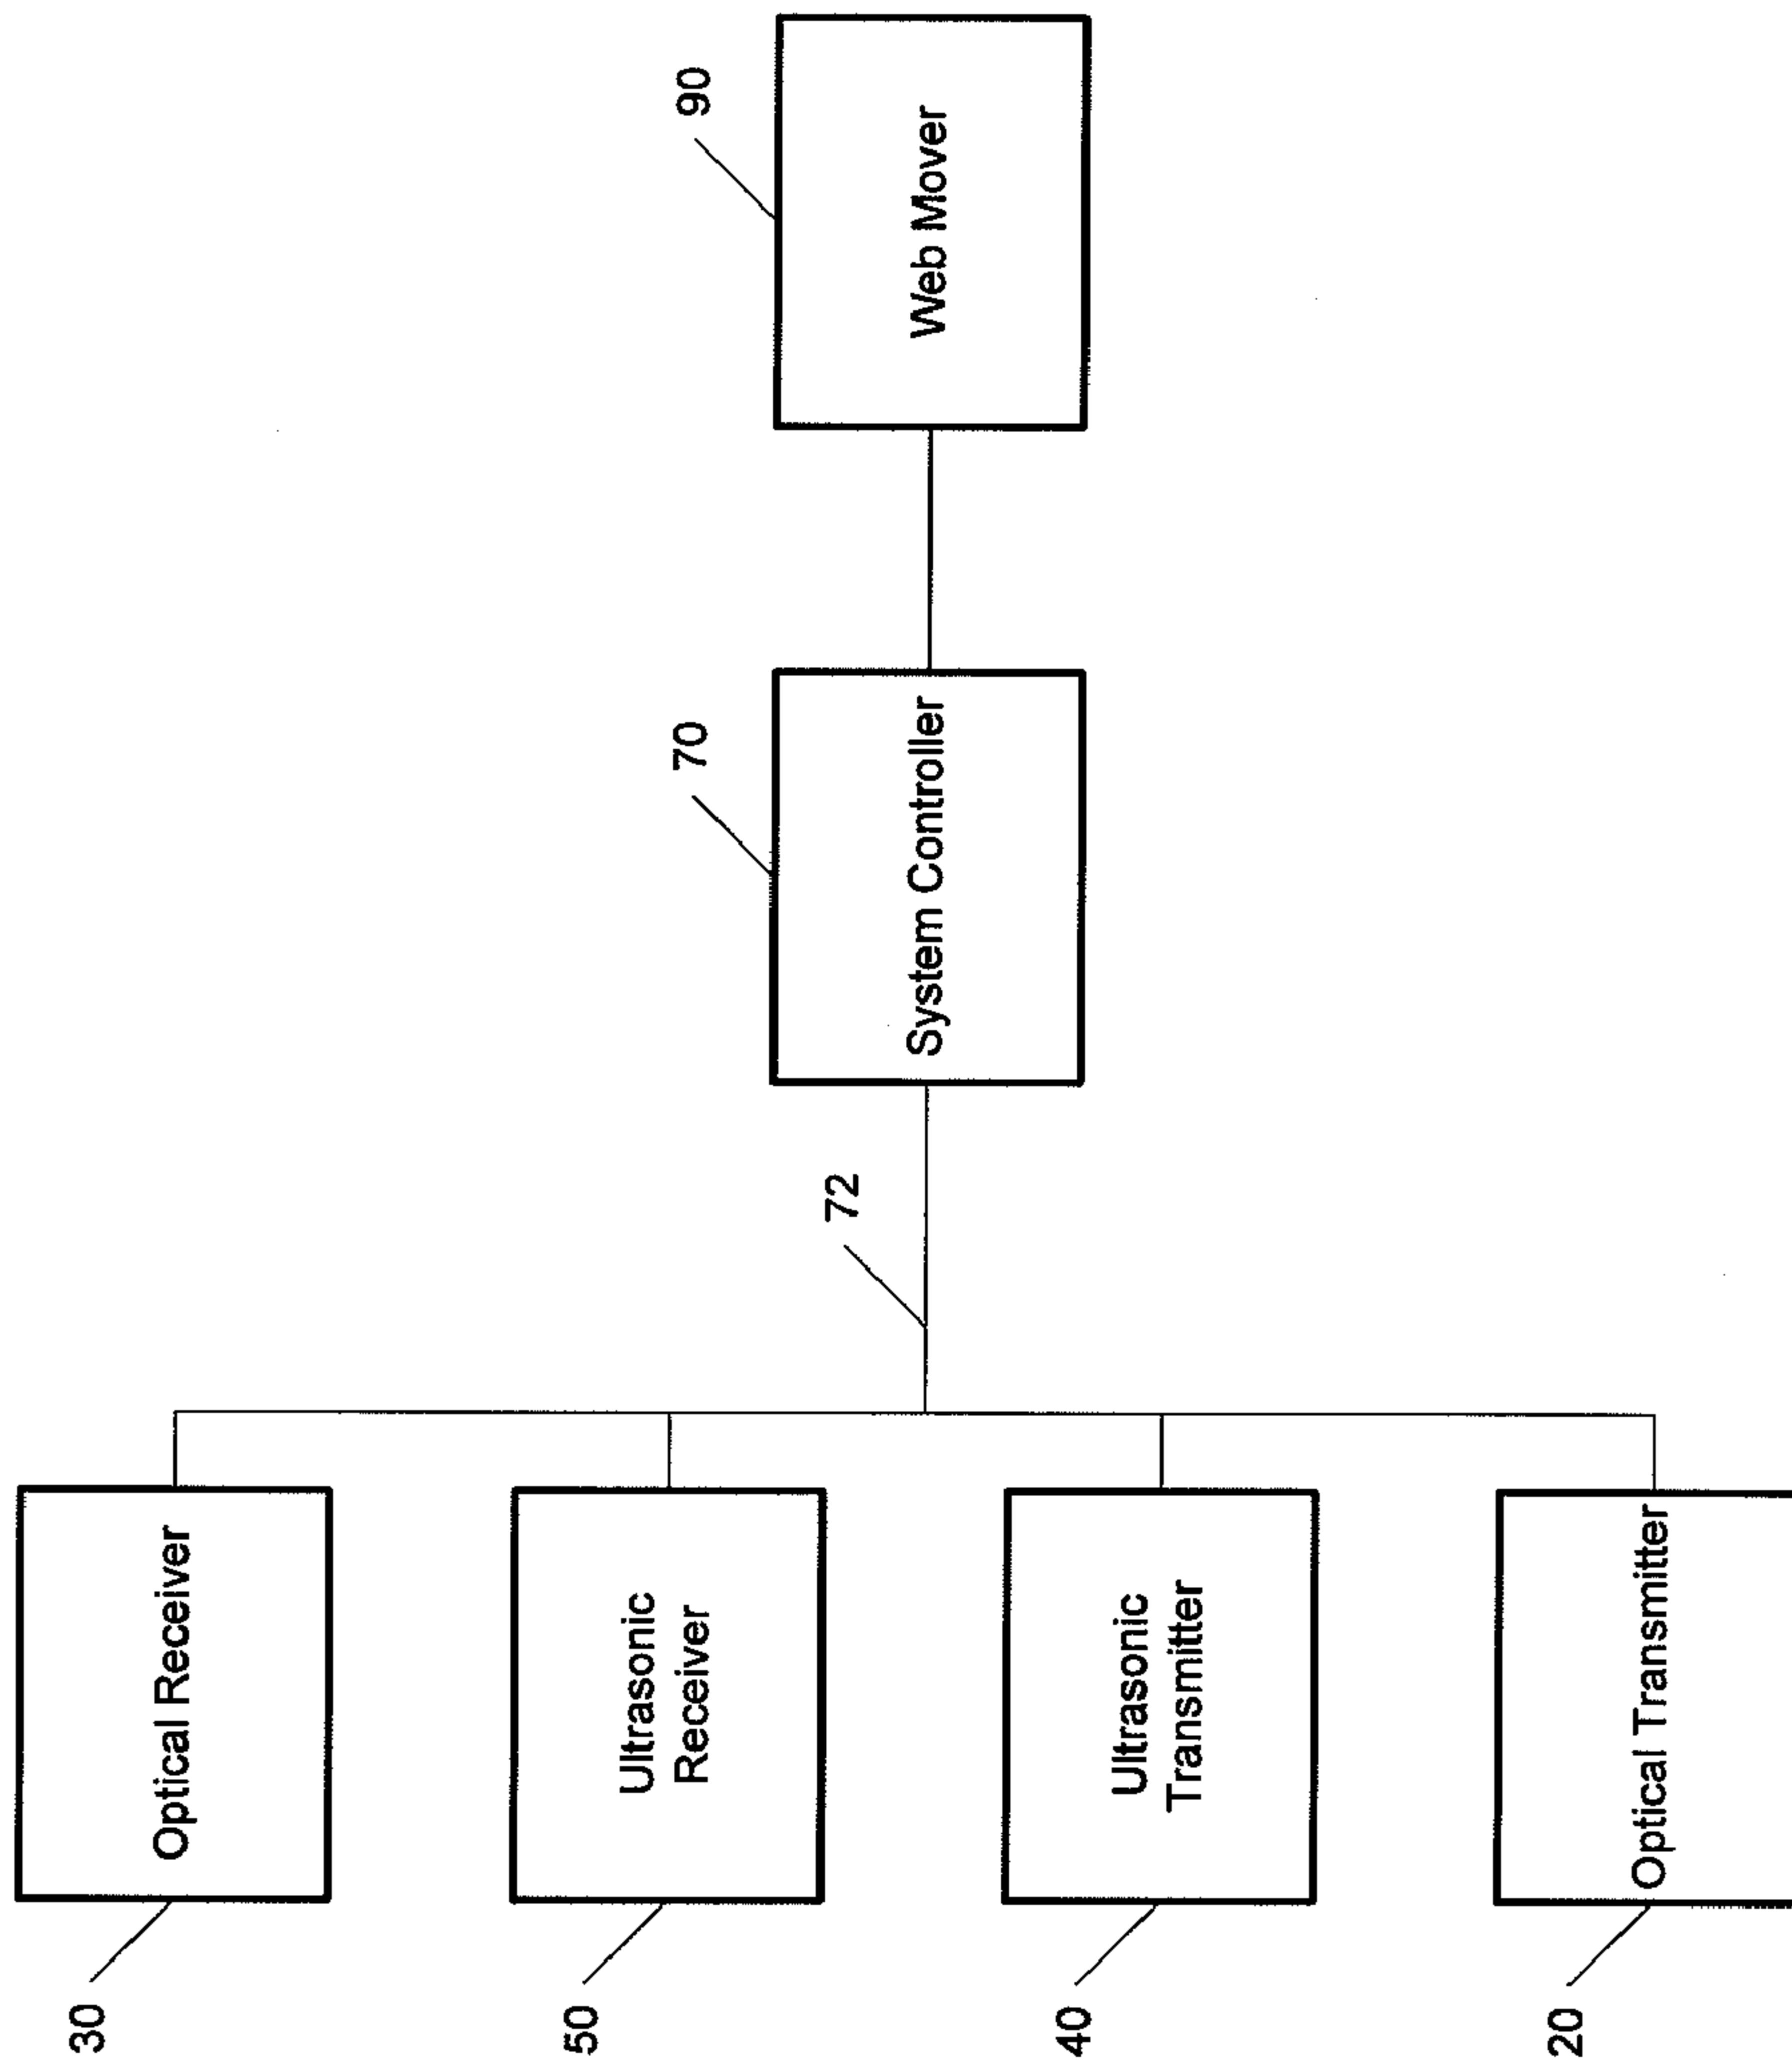 30
Optical Receiver
50
Ultrasonic
Receiver
40
Ultrasonic
Transmitter
20
Optical Transmitter
72
70
System Controller
90
Web Mover